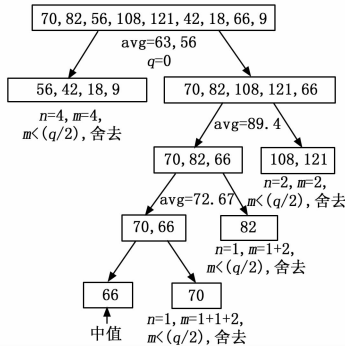 70,82,56,108,121,42,18,66,9
avg=63,56
q=0
56,42,18,9
70,82,108,121,66
n=4,m=4,
m<(q/2),舍去
avg=89.4
70,82,66
108,121
n=2,m=2,
m<(q/2),舍去
avg=72.67
70,66
82
n=1,m=1+2,
m<(q/2),舍去
66
70
中值
n=1,m=1+1+2,
m<(q/2),舍去